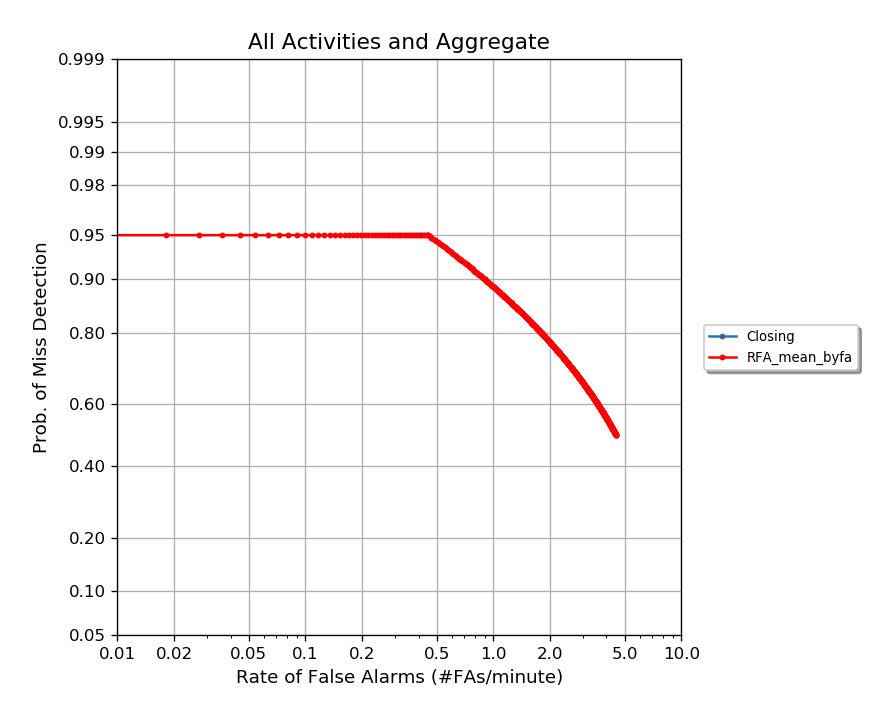 All Activities and Aggregate
0.999
0.995
0.99
0.98
0.95
0.90
0.80
0.60
0.40
0.20
0.10
0.05
Prob. of Miss Detection
0.01 0.02 0.05 0.1 0.2 0.5 1.0 2.0 5.0 10.0
Rate of False Alarms (#FAs/minute)
Closing
RFA_mean_byfa